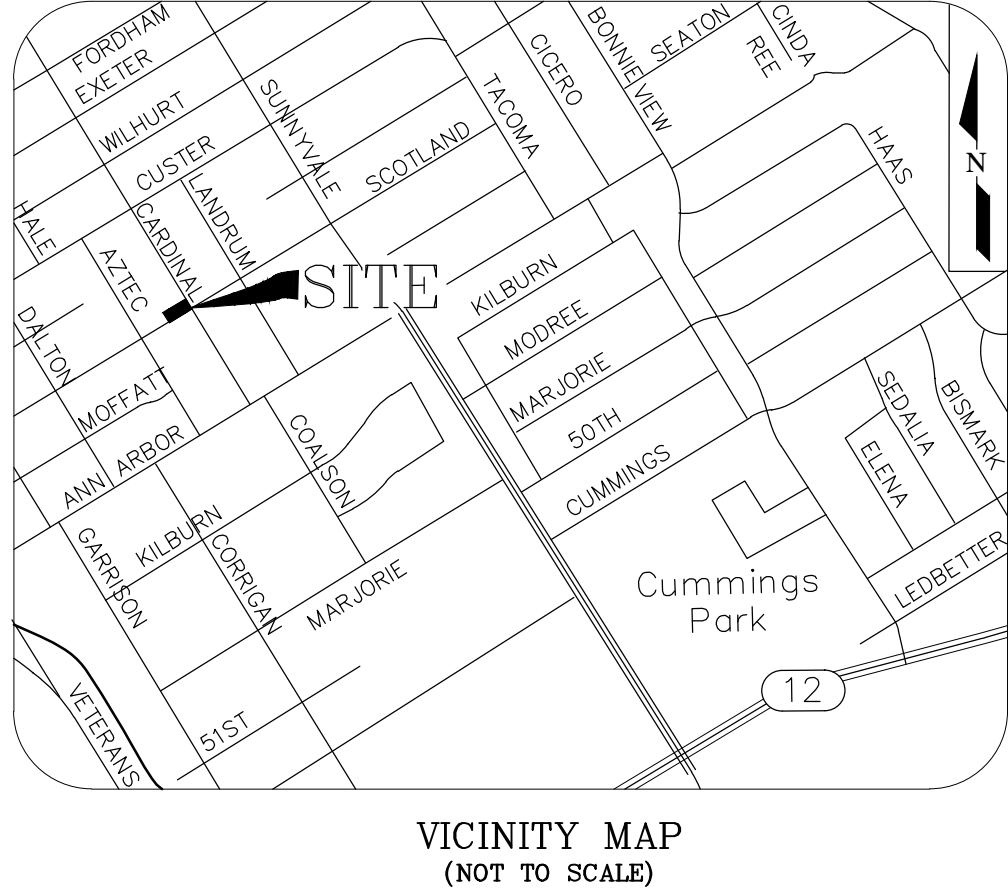 FORDHAM
EXETER
WILHURT
CUSTER
SUNNYVALE
SCOTLAND
TACOMA
CICERO
BONNIE VIEW
SEATON
CINDA
REE
HAAS
N
HALE
AZTEC
CARDINAL
LANDRUM
SITE
DALTON
MOFFATT
ANN ARBOR
KILBURN
MODREE
MARJORIE
50TH
CUMMINGS
SEDALIA
BISMARK
ELENA
LEDBETTER
COALSON
GARRISON
KILBURN
CORRIGAN
MARJORIE
Cummings
Park
12
51ST
VETERANS
VICINITY MAP
(NOT TO SCALE)